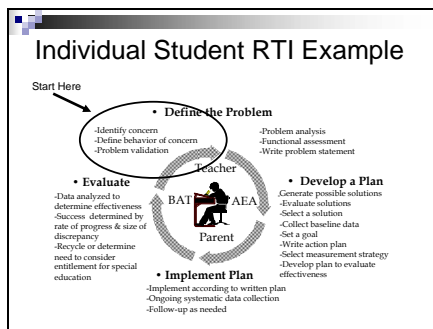 Individual Student RTI Example
Start Here
• Define the Problem
-Identify concern
-Define behavior of concern
-Problem validation
-Problem analysis
-Functional assessment
-Write problem statement
Teacher
• Evaluate
-Data analyzed to
determine effectiveness
-Success determined by
rate of progress & size of
discrepancy
-Recycle or determine
need to consider
entitlement for special
education
BAT
AEA
Parent
• Develop a Plan
-Generate possible solutions
-Evaluate solutions
-Select a solution
-Collect baseline data
-Set a goal
-Write action plan
-Select measurement strategy
-Develop plan to evaluate
effectiveness
• Implement Plan
-Implement according to written plan
-Ongoing systematic data collection
-Follow-up as needed